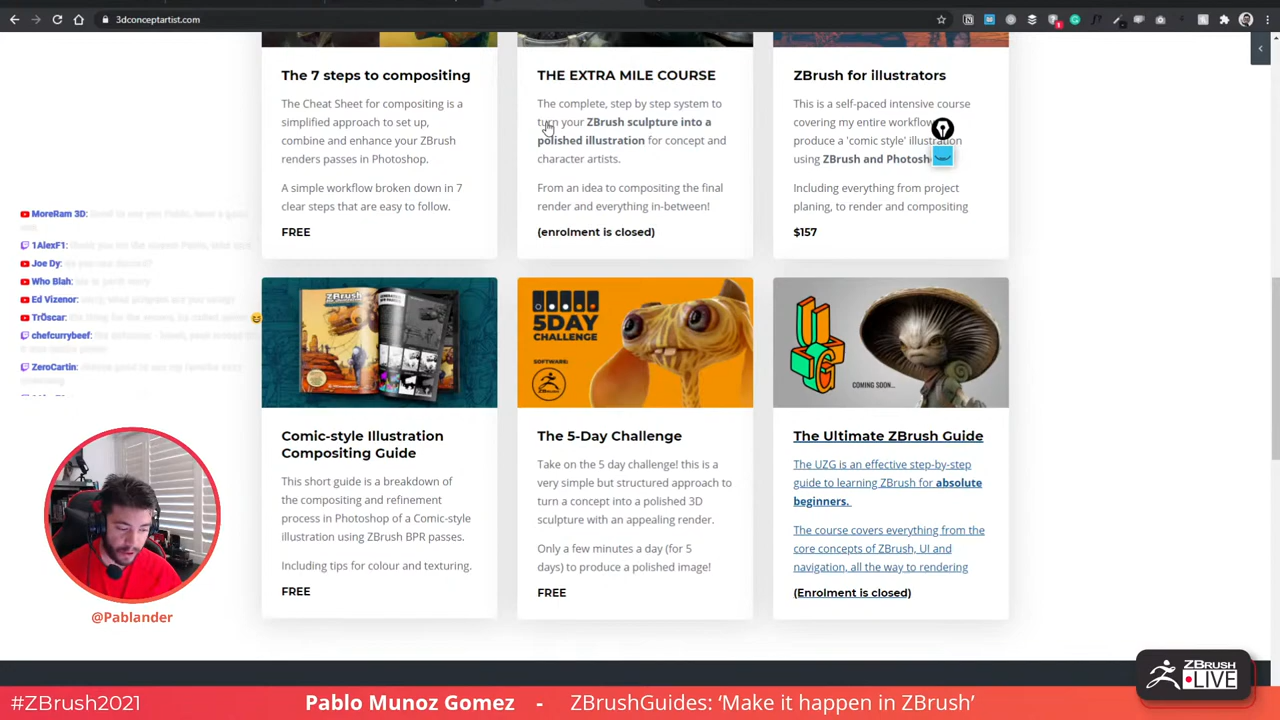 3dconceptartist.com
The 7 steps to compositing
The Cheat Sheet for compositing is a
simplified approach to set up,
combine and enhance your ZBrush
renders passes in Photoshop.
A simple workflow broken down in 7
clear steps that are easy to follow.
FREE
THE EXTRA MILE COURSE
The complete, step by step system to
turn your ZBrush sculpture into a
polished illustration for concept and
character artists.
From an idea to compositing the final
render and everything in-between!
(enrolment is closed)
ZBrush for illustrators
This is a self-paced intensive course
covering my entire workflow
produce a 'comic style' illustration
using ZBrush and
Including everything from project
planing, to render and compositing
$157
MoreRam 3D:
1AlexF1:
Joe Dy:
Who Blah:
Ed Vizenor:
TrÖscar:
chefcurrybeef:
ZeroCartin:
ZBrush
Comic-style Illustration
Compositing Guide
This short guide is a breakdown of
the compositing and refinement
process in Photoshop of a Comic-style
illustration using ZBrush BPR passes.
Including tips for colour and texturing.
FREE
5DAY
CHALLENGE
SOFTWARE:
The 5-Day Challenge
Take on the 5 day challenge! this is a
very simple but structured approach to
turn a concept into a polished 3D
sculpture with an appealing render.
Only a few minutes a day (for 5
days) to produce a polished image!
FREE
UZG
COMING SOON...
The Ultimate ZBrush Guide
The UZG is an effective step-by-step
guide to learning ZBrush for absolute
beginners.
The course covers everything from the
core concepts of ZBrush, UI and
navigation, all the way to rendering
(Enrolment is closed)
@Pablander
ZBRUSH
LIVE
#ZBrush2021
Pablo Munoz Gomez - ZBrushGuides: ‘Make it happen in ZBrush’